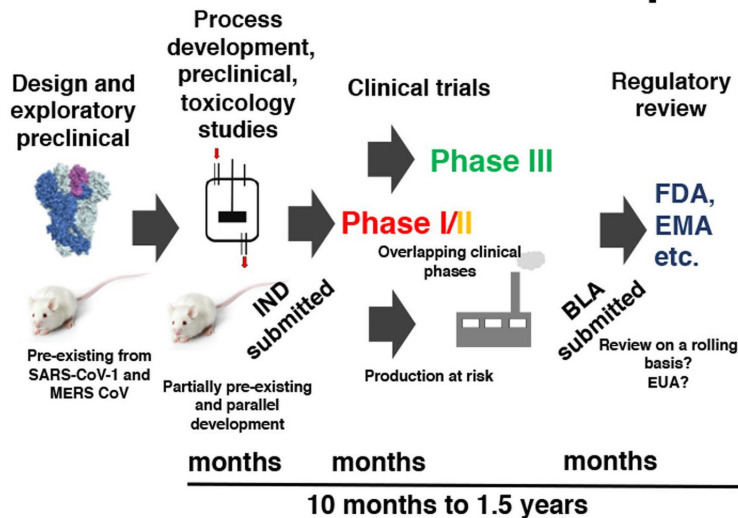 Design and
exploratory
preclinical
Pre-existing from
SARS-CoV-1 and
MERS CoV
Process
development,
preclinical,
toxicology
studies
IND
submitted
Partially pre-existing
and parallel
development
Clinical trials
Phase III
Phase I/II
Overlapping clinical
phases
Production at risk
BLA
submitted
Regulatory
review
FDA,
EMA
etc.
Review on a rolling
basis?
EUA?
months
months
months
10 months to 1.5 years